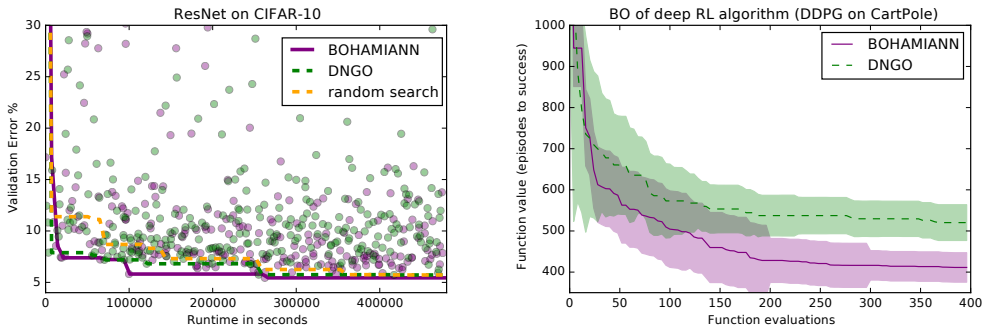 ResNet on CIFAR-10
Validation Error %
30
25
20
15
10
5
0
100000
200000
300000
400000
Runtime in seconds
BOHAMIANN
DNGO
random search
BO of deep RL algorithm (DDPG on CartPole)
Function value (episodes to success)
1000
900
800
700
600
500
400
0
50
100
150
200
250
300
350
400
Function evaluations
BOHAMIANN
DNGO